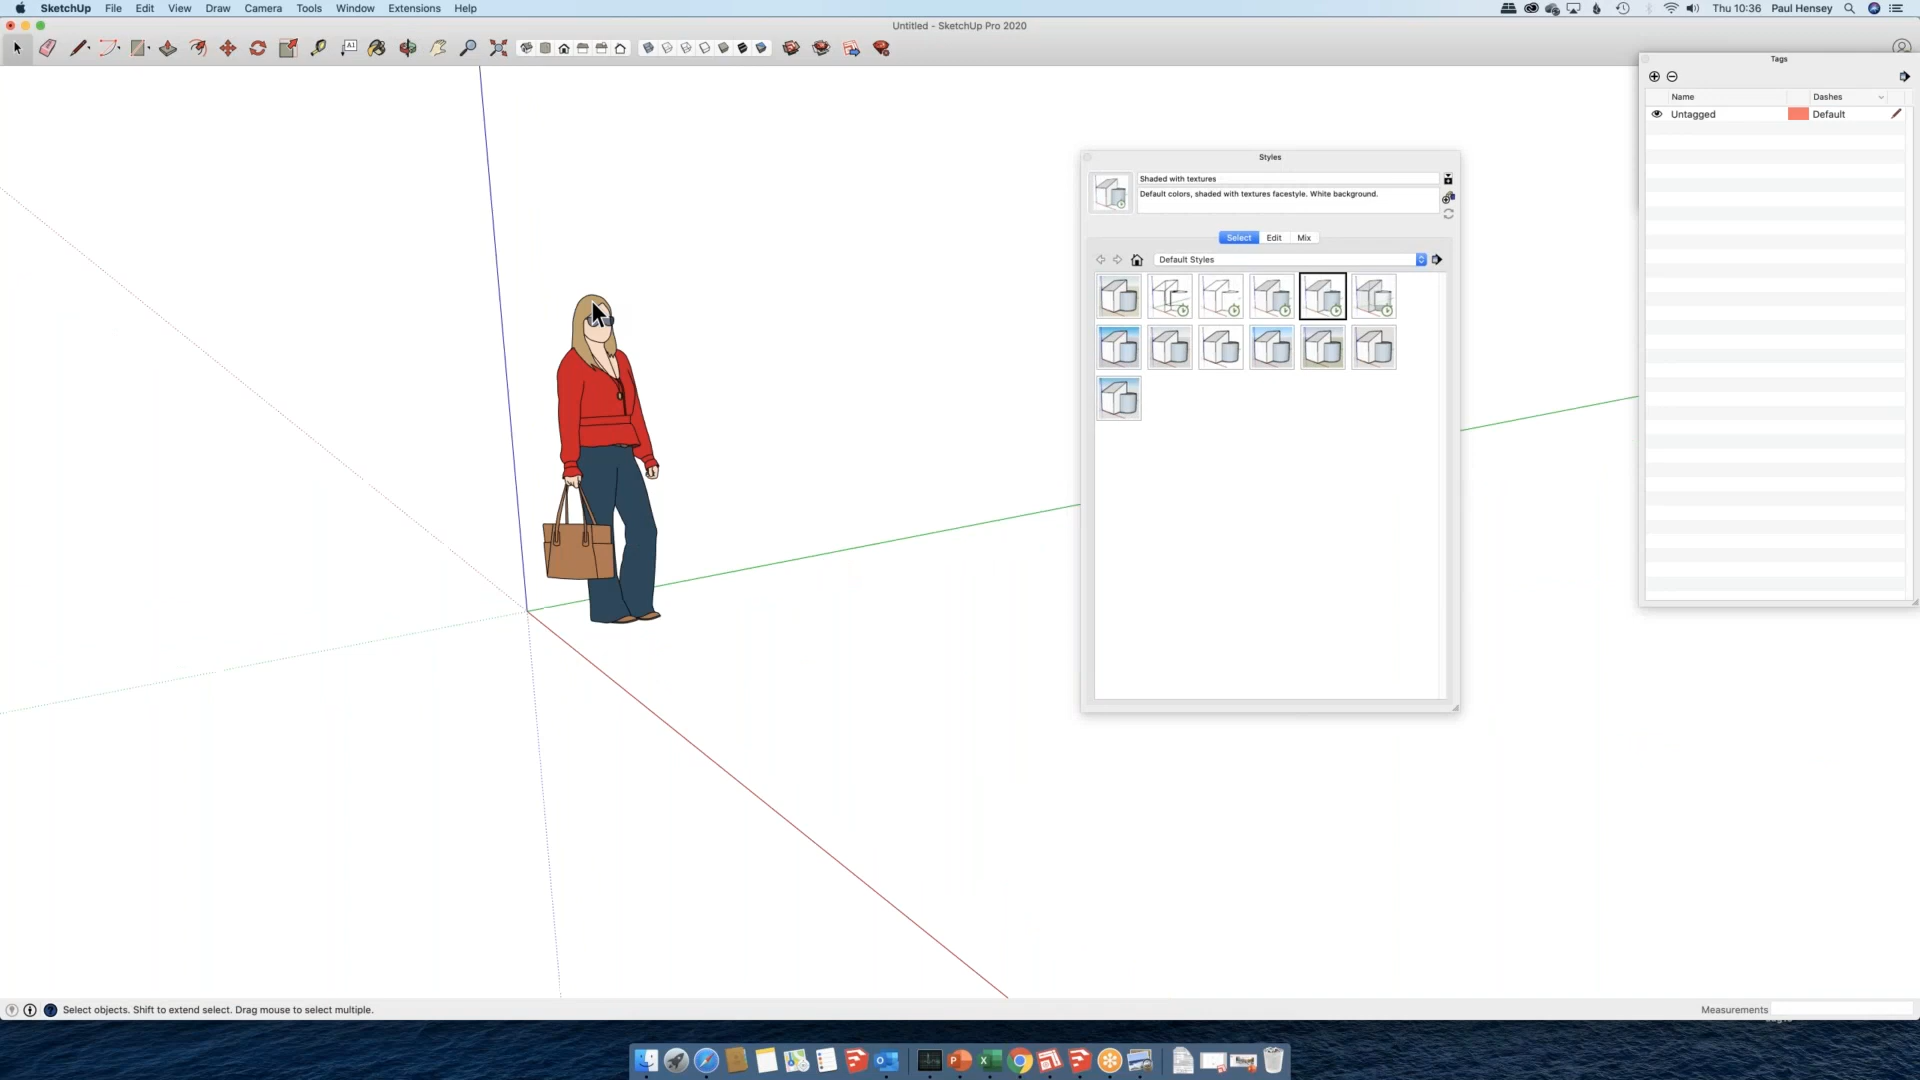 SketchUp File Edit View Draw Camera Tools Window Extensions Help Thu 10:36 Paul Hensey
Untitled - SketchUp Pro 2020
A1
Tags
Name Dashes
Untagged Default
Styles
Shaded with textures
Default colors, shaded with textures facestyle. White background.
Select Edit Mix
Default Styles
Select objects. Shift to extend select. Drag mouse to select multiple.
Measurements